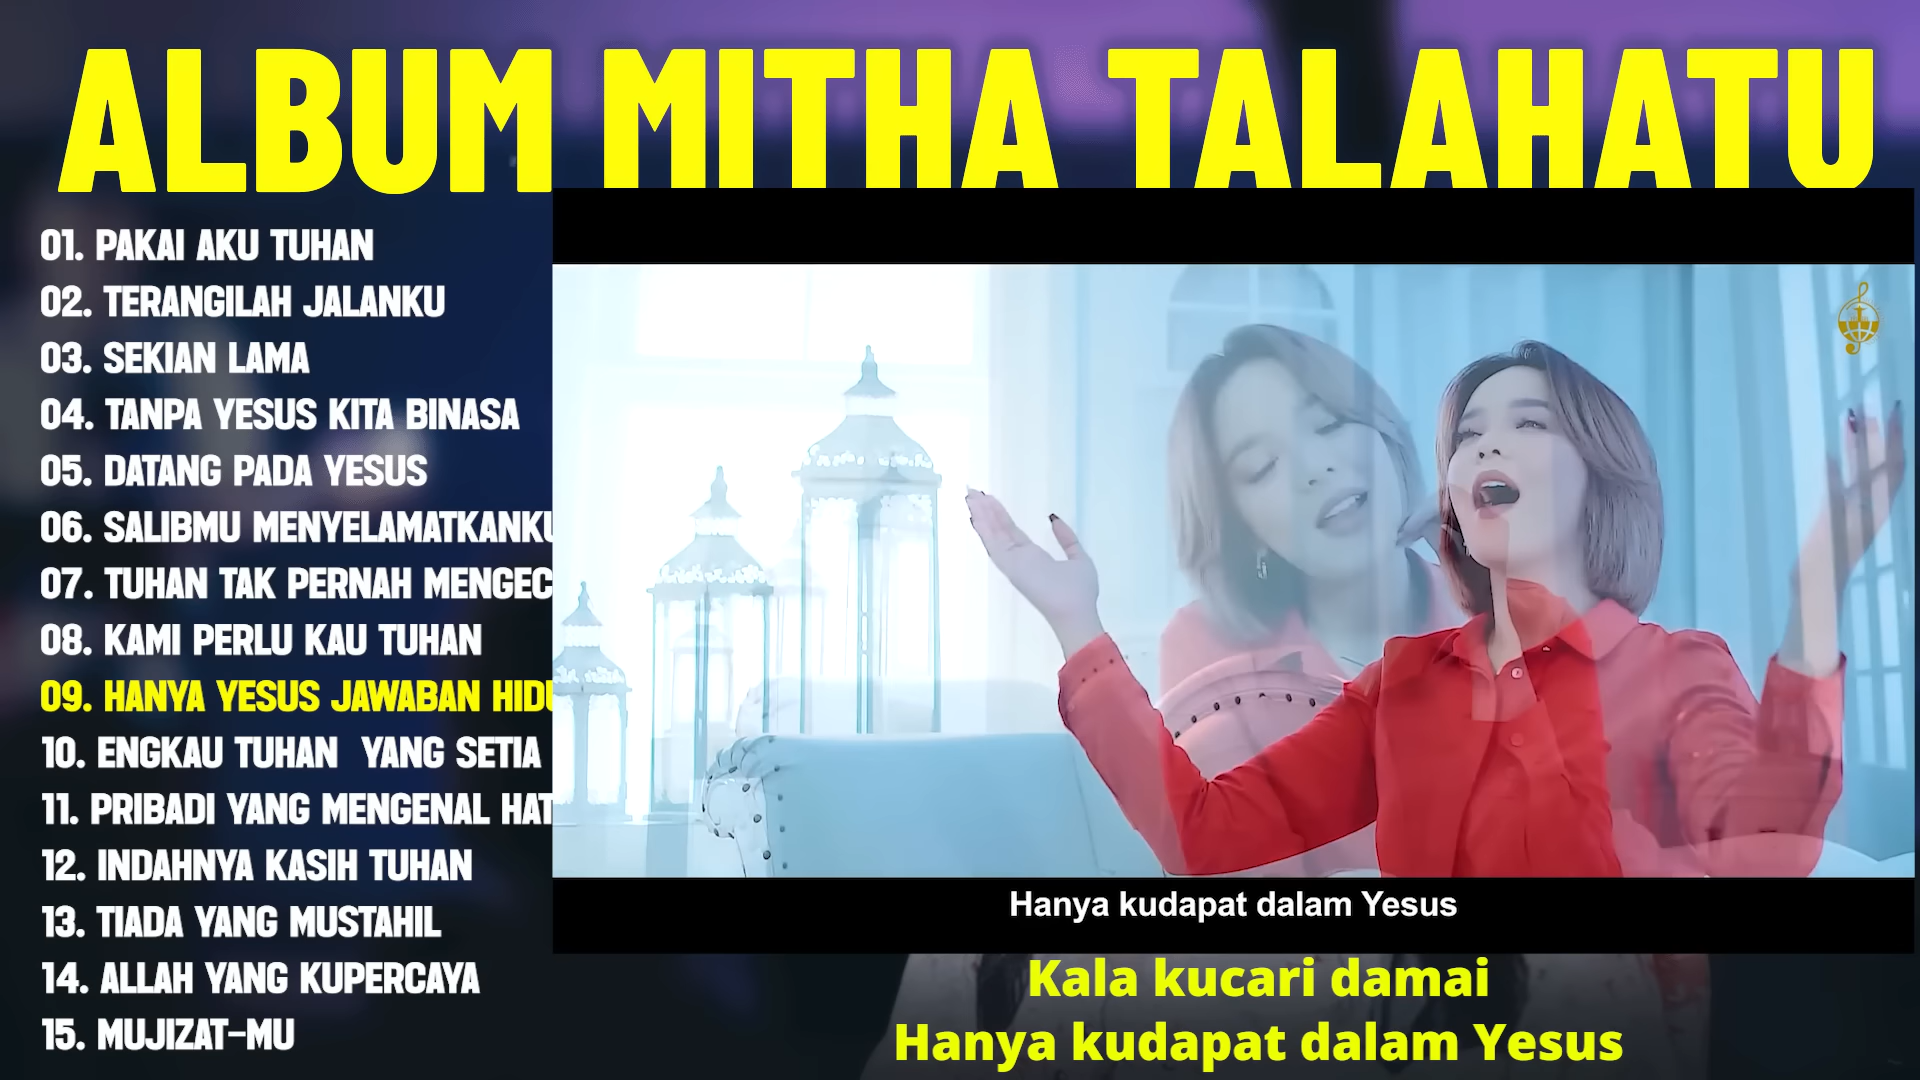 ALBUM MITHA TALAHATU
01. PAKAI AKU TUHAN
02. TERANGILAH JALANKU
03. SEKIAN LAMA
04. TANPA YESUS KITA BINASA
05. DATANG PADA YESUS
06. SALIBMU MENYELAMATKANKU
07. TUHAN TAK PERNAH MENGEC
08. KAMI PERLU KAU TUHAN
09. HANYA YESUS JAWABAN HIDU
10. ENGKAU TUHAN YANG SETIA
11. PRIBADI YANG MENGENAL HAT
12. INDAHNYA KASIH TUHAN
13. TIADA YANG MUSTAHIL
14. ALLAH YANG KUPERCAYA
15. MUJIZAT-MU
Hanya kudapat dalam Yesus
Kala kucari damai
Hanya kudapat dalam Yesus